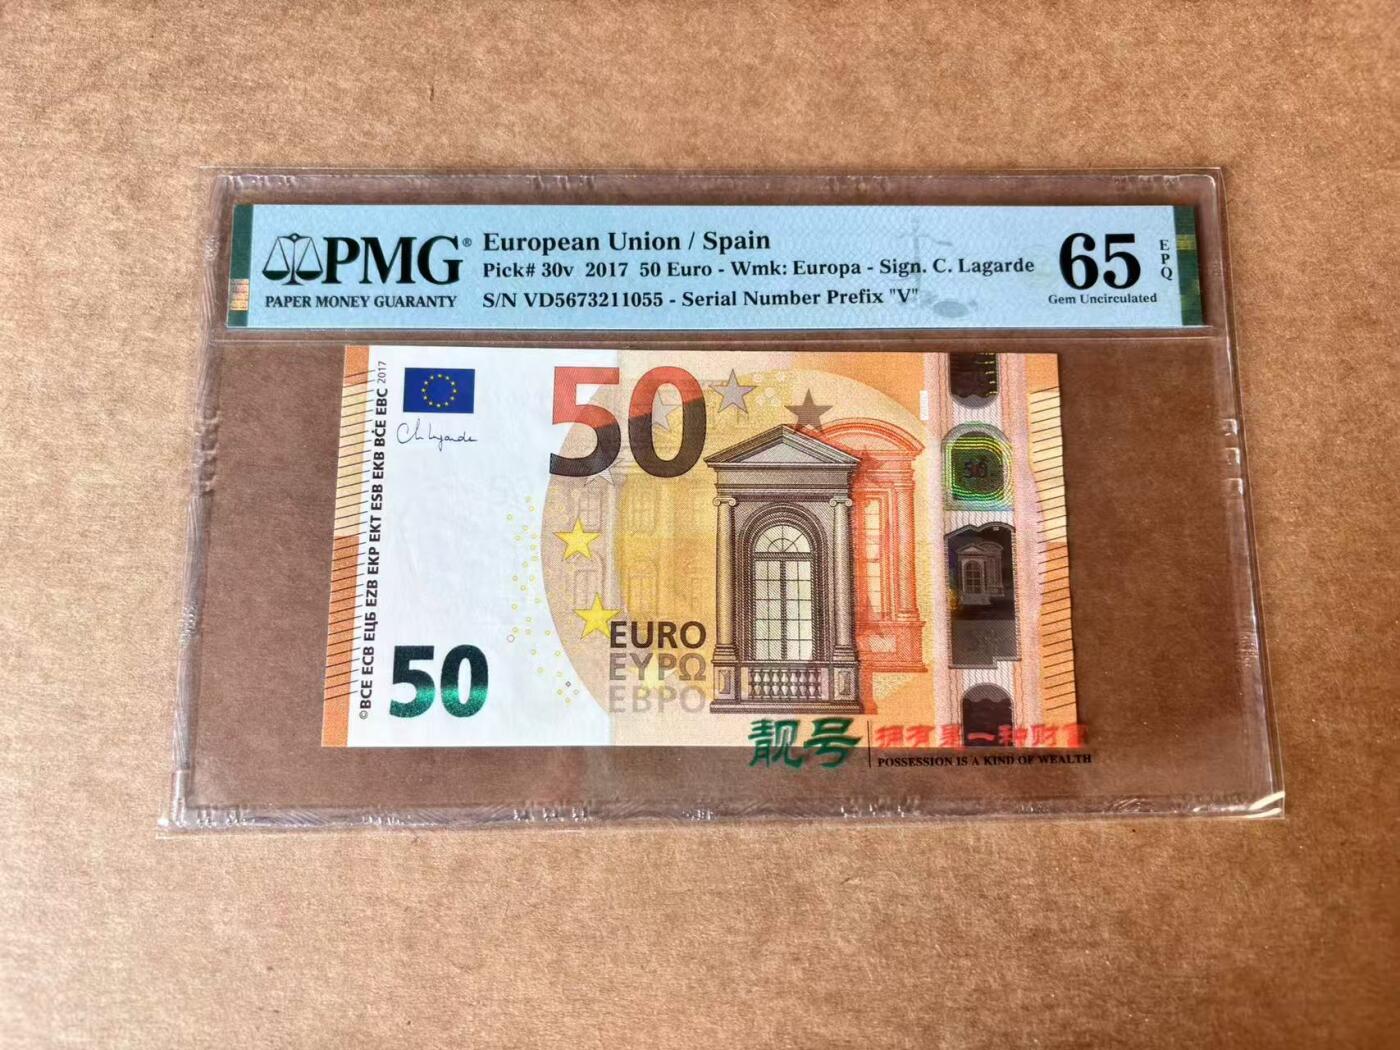 PMG®
PAPER MONEY GUARANTY
European Union / Spain
Pick# 30v 2017 50 Euro - Wmk: Europa - Sign. C. Lagarde
S/N VD5673211055 - Serial Number Prefix "V"
65
EPQ
Gem Uncirculated
©BCE ECB ЕЦБ EZB EKP EKT ESB EKB BĊE EBC 2017
50
50
50
EURO
ΕΥΡΩ
ЕВРО
靓号
拥有是一种财富
POSSESSION IS A KIND OF WEALTH